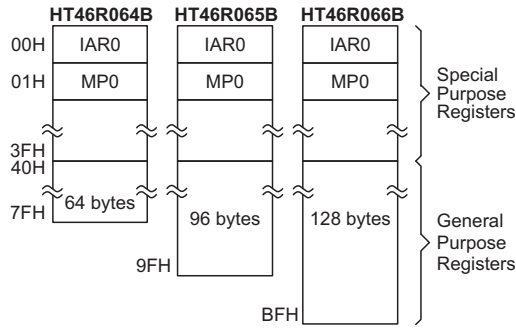 HT46R064B HT46R065B HT46R066B
00H IAR0 IAR0 IAR0
01H MP0 MP0 MP0
Special
Purpose
Registers
3FH
40H
64 bytes 96 bytes 128 bytes
7FH
General
Purpose
Registers
9FH
BFH